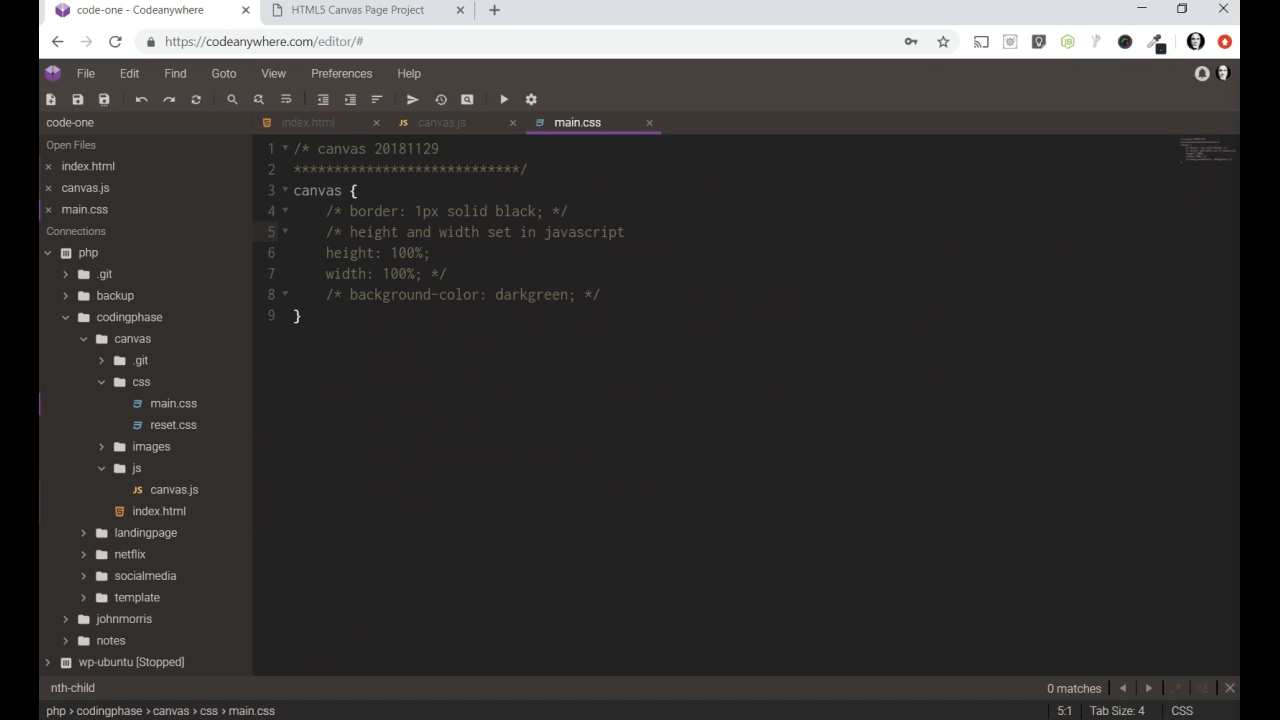 code-one - Codeanywhere
HTML5 Canvas Page Project
https://codeanywhere.com/editor/#
File Edit Find Goto View Preferences Help
code-one
index.html
canvas.js
main.css
Open Files
index.html
canvas.js
main.css
Connections
php
.git
backup
codingphase
canvas
.git
css
main.css
reset.css
images
js
JS canvas.js
index.html
landingpage
netflix
socialmedia
template
johnmorris
notes
wp-ubuntu [Stopped]
1 /* canvas 20181129
2 ****************************/
3 canvas {
4 /* border: 1px solid black; */
5 /* height and width set in javascript
6 height: 100%;
7 width: 100%; */
8 /* background-color: darkgreen; */
9 }
nth-child
0 matches
php > codingphase > canvas > css > main.css
5:1 Tab Size: 4 CSS